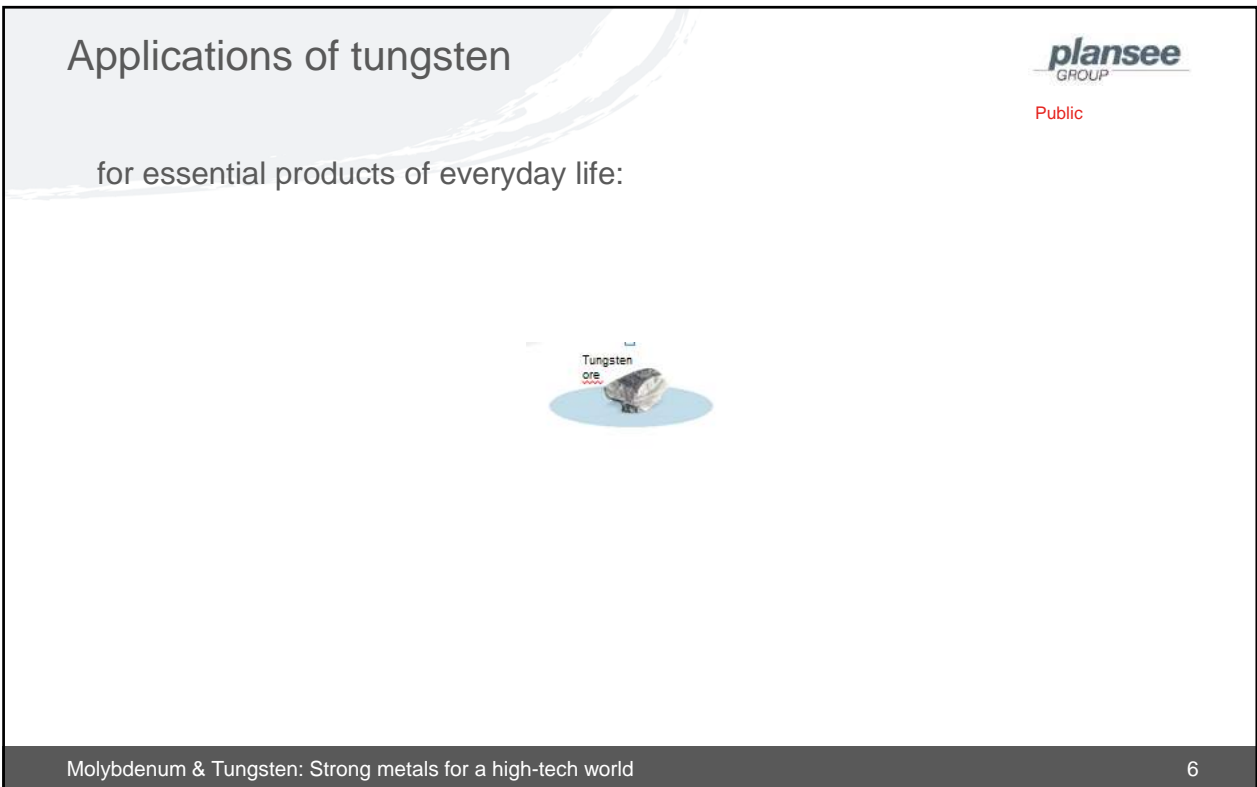 Applications of tungsten
plansee
GROUP
Public
for essential products of everyday life:
Tungsten
ore
Molybdenum & Tungsten: Strong metals for a high-tech world
6